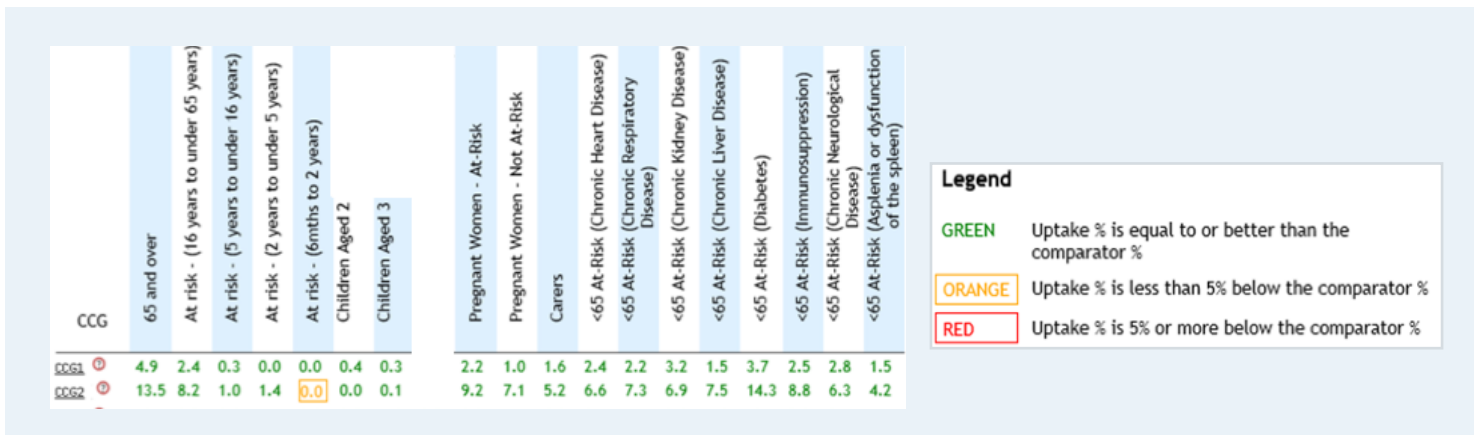 CCG
65 and over
At risk - (16 years to under 65 years)
At risk - (5 years to under 16 years)
At risk - (2 years to under 5 years)
At risk - (6mths to 2 years)
Children Aged 2
Children Aged 3
Pregnant Women - At-Risk
Pregnant Women - Not At-Risk
Carers
<65 At-Risk (Chronic Heart Disease)
<65 At-Risk (Chronic Respiratory
Disease)
<65 At-Risk (Chronic Kidney Disease)
<65 At-Risk (Chronic Liver Disease)
<65 At-Risk (Diabetes)
<65 At-Risk (Immunosuppression)
<65 At-Risk (Chronic Neurological
Disease)
<65 At-Risk (Asplenia or dysfunction
of the spleen)
CCG1 ? 4.9 2.4 0.3 0.0 0.0 0.4 0.3 2.2 1.0 1.6 2.4 2.2 3.2 1.5 3.7 2.5 2.8 1.5
CCG2 ? 13.5 8.2 1.0 1.4 0.0 0.0 0.1 9.2 7.1 5.2 6.6 7.3 6.9 7.5 14.3 8.8 6.3 4.2
Legend
GREEN Uptake % is equal to or better than the
comparator %
ORANGE Uptake % is less than 5% below the comparator %
RED Uptake % is 5% or more below the comparator %